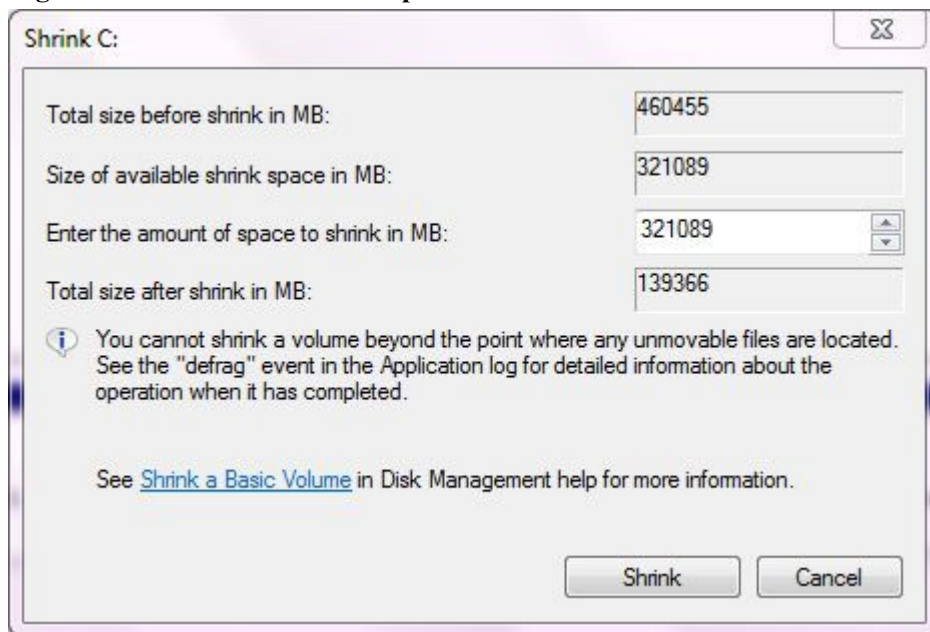 Shrink C:
Total size before shrink in MB: 460455
Size of available shrink space in MB: 321089
Enter the amount of space to shrink in MB: 321089
Total size after shrink in MB: 139366
You cannot shrink a volume beyond the point where any unmovable files are located.
See the "defrag" event in the Application log for detailed information about the
operation when it has completed.
See Shrink a Basic Volume in Disk Management help for more information.
Shrink Cancel